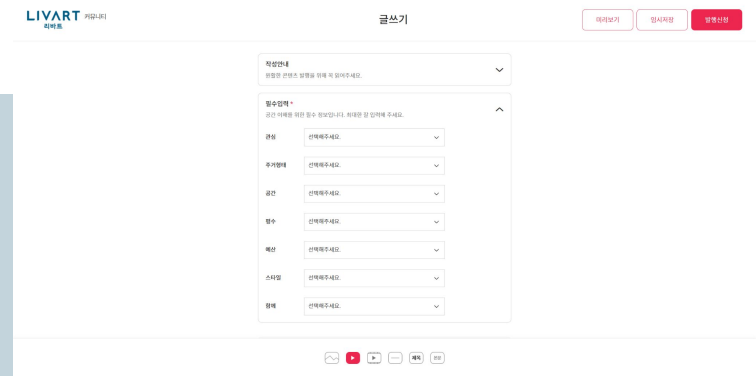 LIVART 커뮤니티
리바트
글쓰기
미리보기 임시저장 발행신청
작성안내
원활한 콘텐츠 발행을 위해 꼭 읽어주세요.
필수입력 *
공간 이해를 위한 필수 정보입니다. 최대한 잘 입력해 주세요.
관심 선택해주세요.
주거형태 선택해주세요.
공간 선택해주세요.
평수 선택해주세요.
예산 선택해주세요.
스타일 선택해주세요.
함께 선택해주세요.
제목